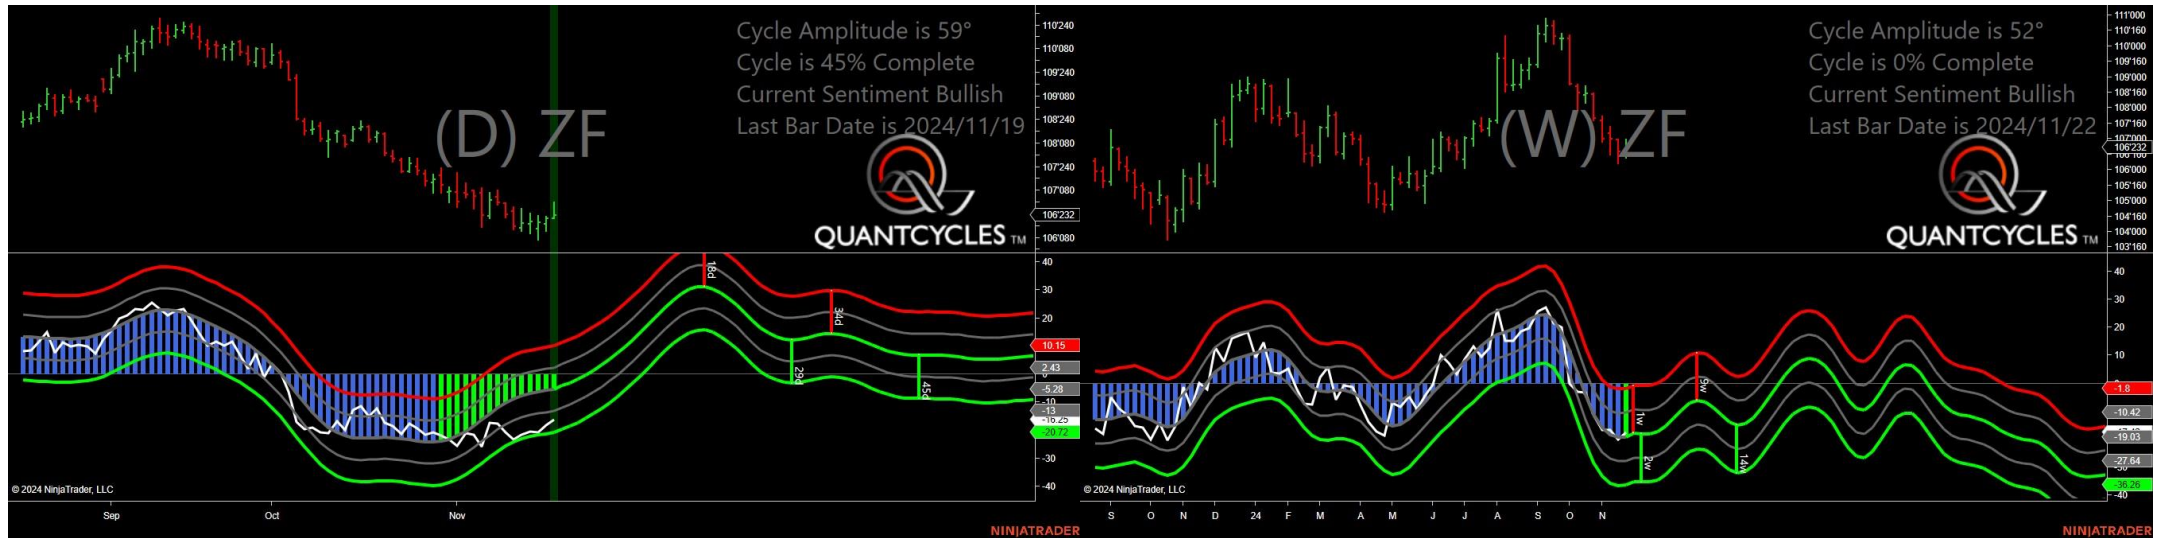 Cycle Amplitude is 59°
Cycle is 45% Complete
Current Sentiment Bullish
Last Bar Date is 2024/11/19
(D) ZF
QUANTCYCLES TM
110'240
110'080
109'240
109'080
108'240
108'080
107'240
107'080
106'232
106'080
18d
34d
29d
45d
40
30
20
10.15
2.43
-5.28
-10
-13
-16.25
-20.72
-30
-40
© 2024 NinjaTrader, LLC
Sep
Oct
Nov
NINJATRADER
Cycle Amplitude is 52°
Cycle is 0% Complete
Current Sentiment Bullish
Last Bar Date is 2024/11/22
(W) ZF
QUANTCYCLES TM
111'000
110'160
110'000
109'160
109'000
108'160
108'000
107'160
107'000
106'232
106'000
105'160
105'000
104'160
104'000
103'160
1w
2w
9w
14w
40
30
20
10
-1.8
-10.42
-19.03
-27.64
-36.26
-40
© 2024 NinjaTrader, LLC
S
O
N
D
24
F
M
A
M
J
J
A
S
O
N
NINJATRADER